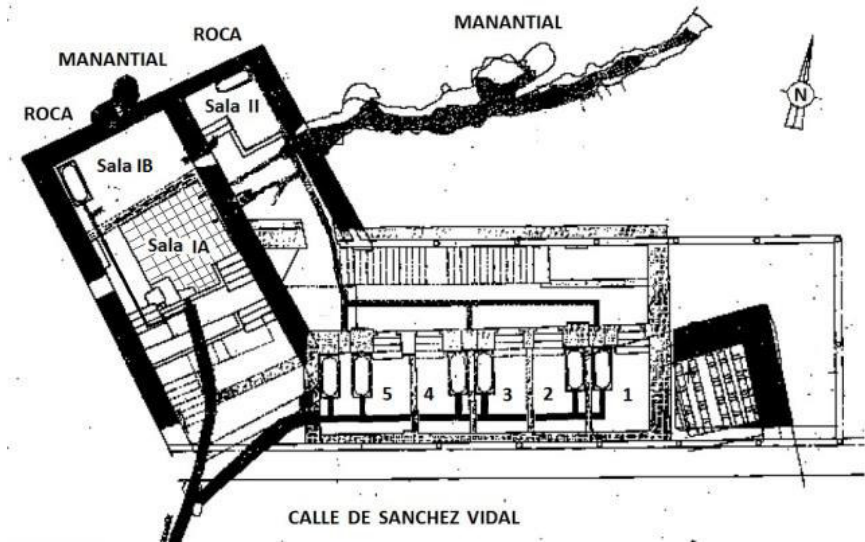 MANANTIAL
ROCA
MANANTIAL
ROCA
Sala II
N
Sala IB
Sala IA
5 4 3 2 1
CALLE DE SANCHEZ VIDAL